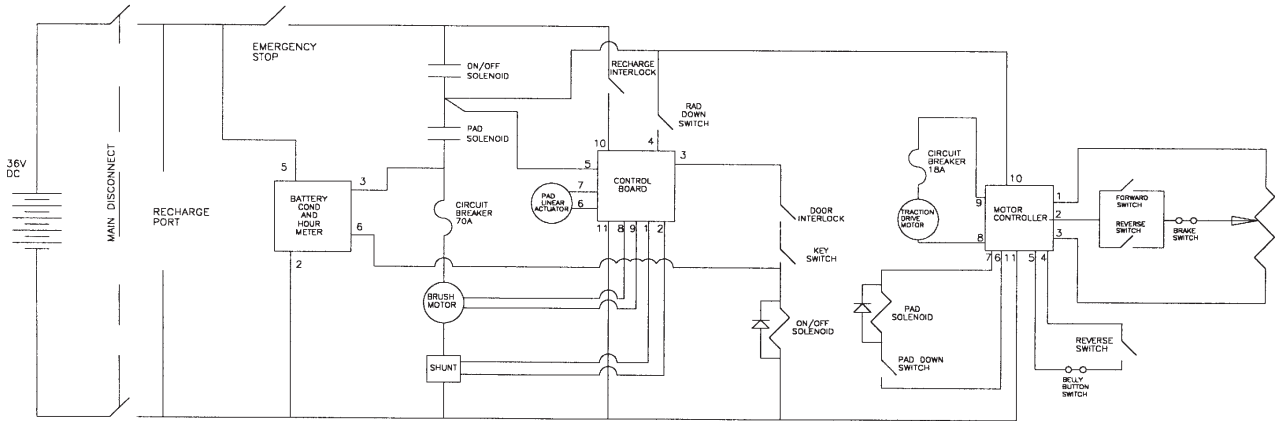 EMERGENCY
STOP
ON/OFF
SOLENOID
RECHARGE
INTERLOCK
RAD
DOWN
SWITCH
PAD
SOLENOID
36V
DC
MAIN DISCONNECT
RECHARGE
PORT
5
3
6
2
BATTERY
COND
AND
HOUR
METER
CIRCUIT
BREAKER
70A
BRUSH
MOTOR
SHUNT
10
4
3
5
7
6
11 8 9 1 2
CONTROL
BOARD
PAD
LINEAR
ACTUATOR
DOOR
INTERLOCK
KEY
SWITCH
ON/OFF
SOLENOID
CIRCUIT
BREAKER
18A
TRACTION
DRIVE
MOTOR
10
9
8
1
2
3
7 6 11 5 4
MOTOR
CONTROLLER
FORWARD
SWITCH
REVERSE
SWITCH
BRAKE
SWITCH
PAD
SOLENOID
PAD DOWN
SWITCH
REVERSE
SWITCH
BELLY
BUTTON
SWITCH